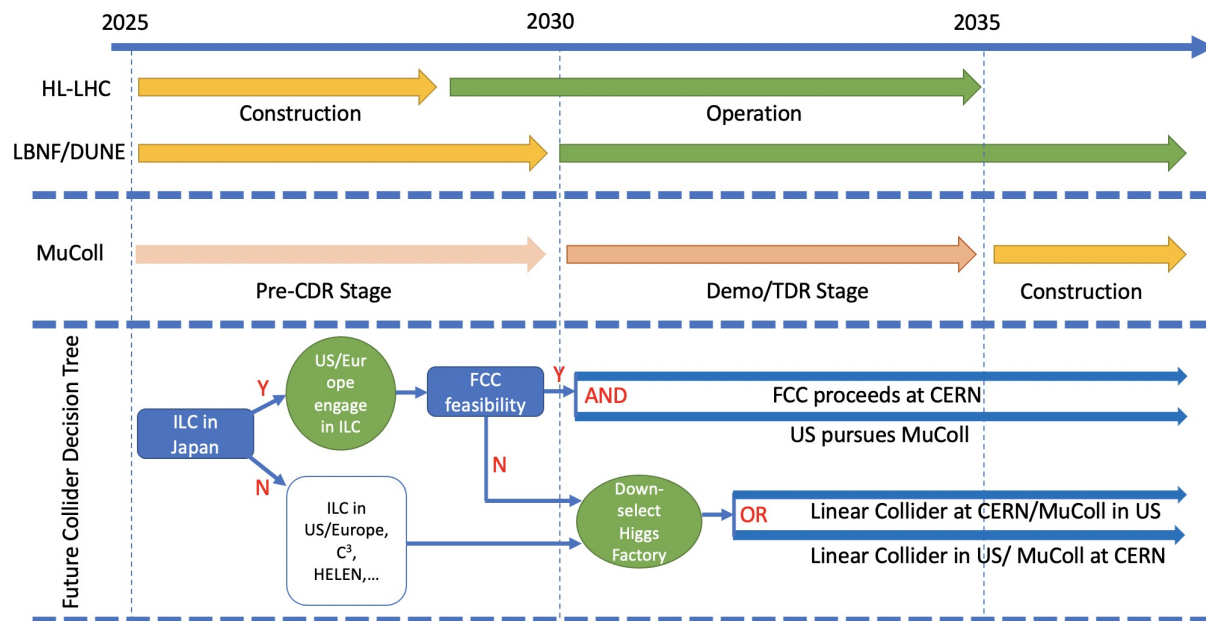 2025
2030
2035
HL-LHC
Construction
Operation
LBNF/DUNE
MuColl
Pre-CDR Stage
Demo/TDR Stage
Construction
Future Collider Decision Tree
ILC in
Japan
Y
N
US/Eur
ope
engage
in ILC
FCC
feasibility
Y
N
AND
FCC proceeds at CERN
US pursues MuColl
ILC in
US/Europe,
C³,
HELEN,...
Down-
select
Higgs
Factory
OR
Linear Collider at CERN/MuColl in US
Linear Collider in US/ MuColl at CERN